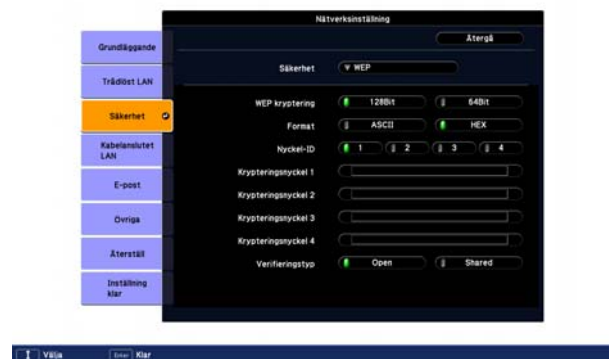 Nätverksinställning
Återgå
Grundläggande
Trådlöst LAN
Säkerhet
Kabelanslutet
LAN
E-post
Övriga
Återställ
Inställning
klar
Säkerhet WEP
WEP kryptering 128Bit 64Bit
Format ASCII HEX
Nyckel-ID 1 2 3 4
Krypteringsnyckel 1
Krypteringsnyckel 2
Krypteringsnyckel 3
Krypteringsnyckel 4
Verifieringstyp Open Shared
Välja Enter Klar